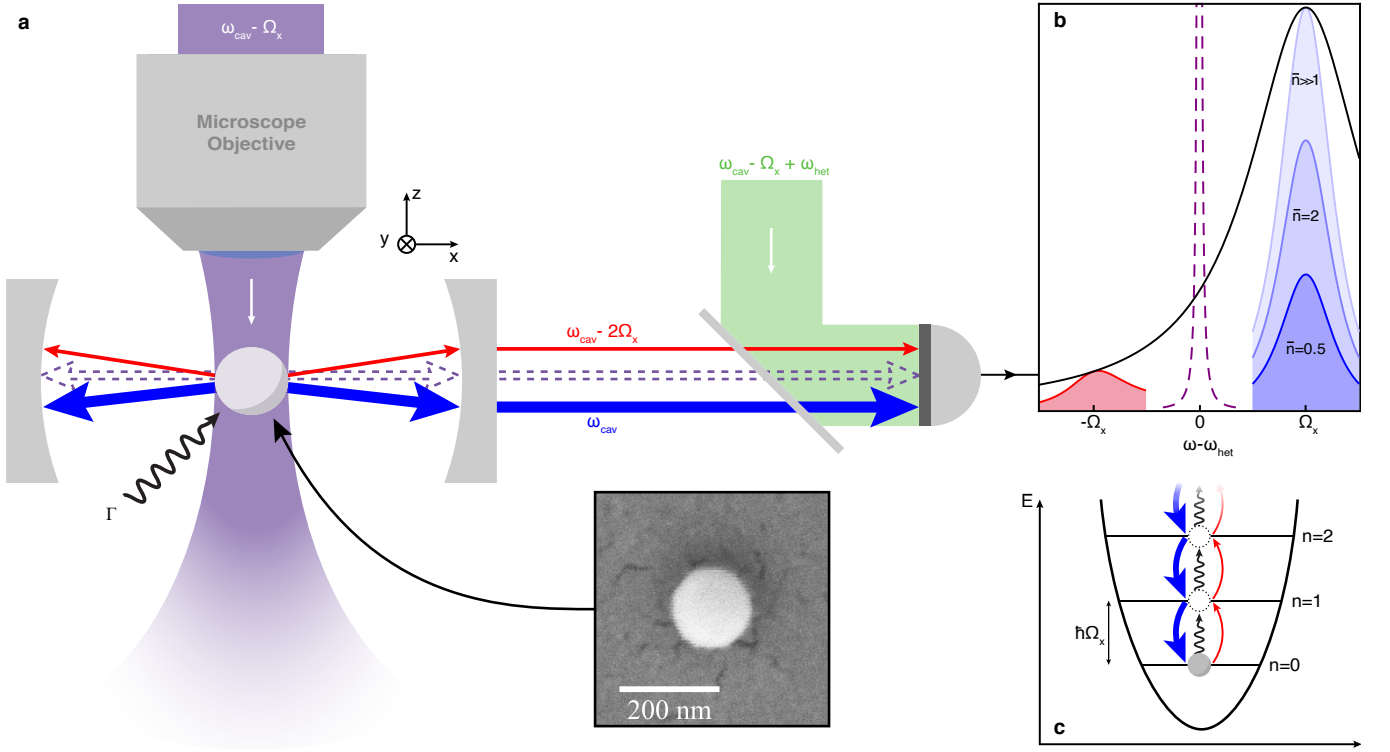 a
ω_cav - Ω_x
Microscope
Objective
z
y
x
ω_cav - Ω_x + ω_het
ω_cav - 2Ω_x
ω_cav
Γ
200 nm
b
n̅≫1
n̅=2
n̅=0.5
-Ω_x
0
Ω_x
ω-ω_het
E
n=2
n=1
ħΩ_x
n=0
c